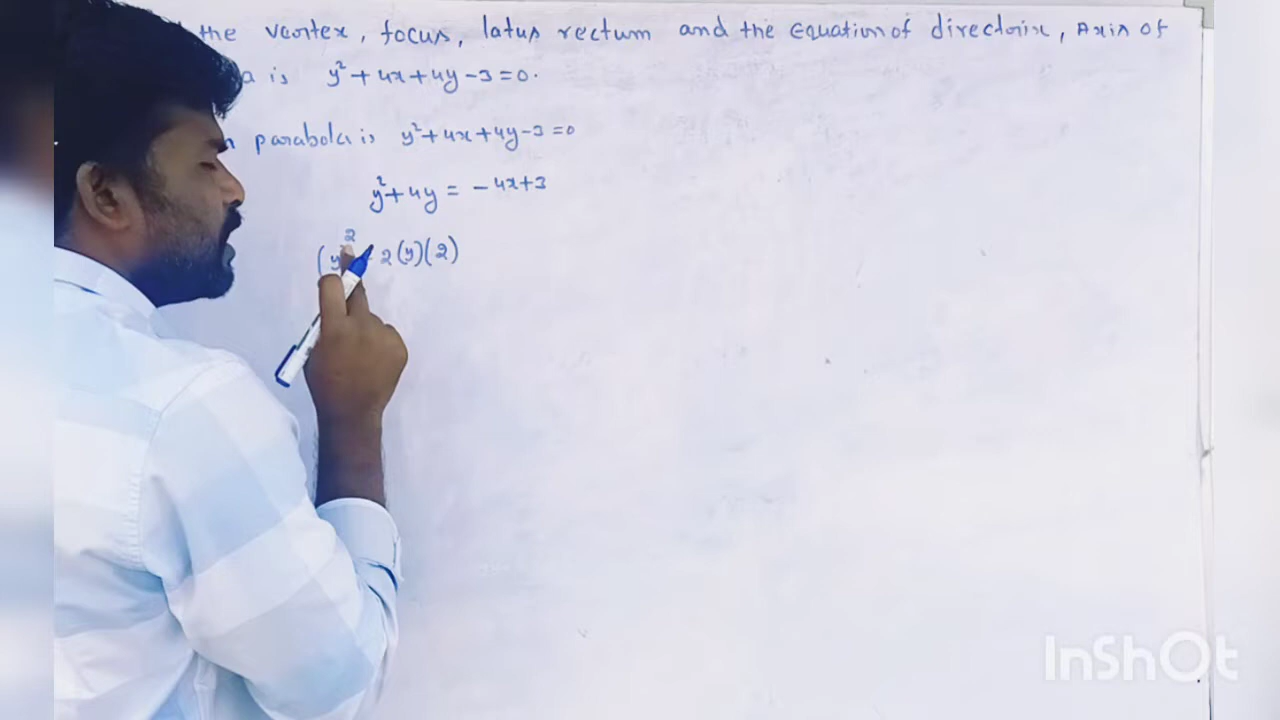 the vertex, focus, latus rectum and the Equation of directorix, Axis of
is y² + 4x + 4y - 3 = 0.
parabola is y² + 4x + 4y - 3 = 0
y² + 4y = - 4x + 3
2 (y) (2)
InShOt